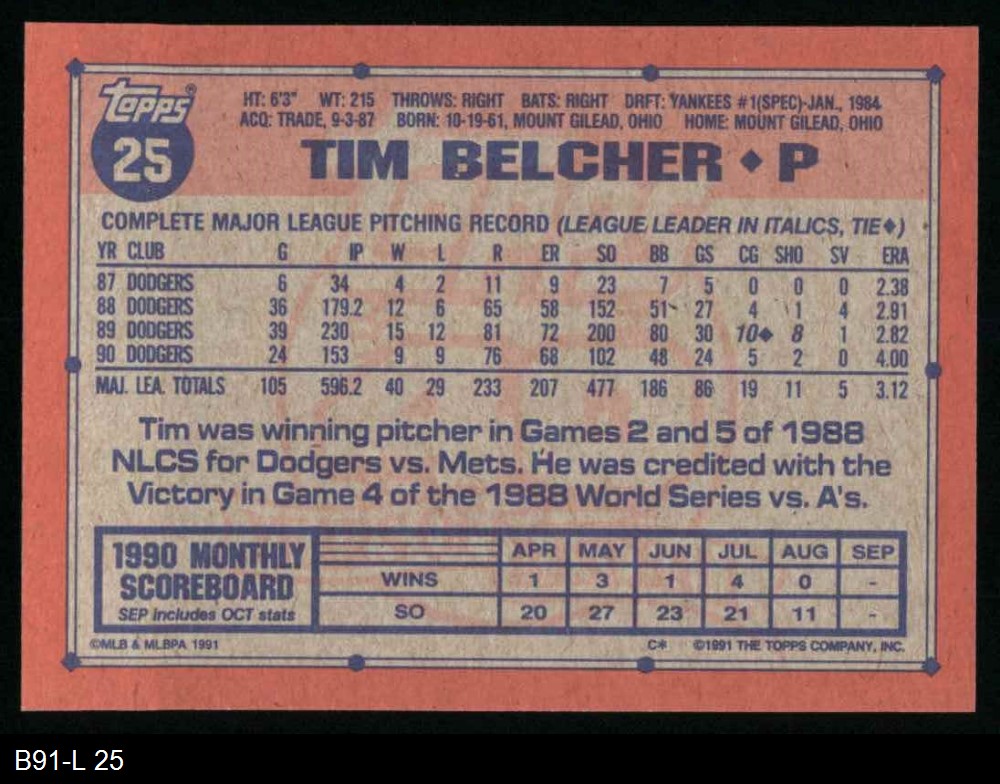 Topps®
25
HT: 6'3" WT: 215 THROWS: RIGHT BATS: RIGHT DRFT: YANKEES #1(SPEC)-JAN., 1984
ACQ: TRADE, 9-3-87 BORN: 10-19-61, MOUNT GILEAD, OHIO HOME: MOUNT GILEAD, OHIO
TIM BELCHER ♦ P
COMPLETE MAJOR LEAGUE PITCHING RECORD (LEAGUE LEADER IN ITALICS, TIE♦)
YR CLUB G IP W L R ER SO BB GS CG SHO SV ERA
87 DODGERS 6 34 4 2 11 9 23 7 5 0 0 0 2.38
88 DODGERS 36 179.2 12 6 65 58 152 51 27 4 1 4 2.91
89 DODGERS 39 230 15 12 81 72 200 80 30 10♦ 8 1 2.82
90 DODGERS 24 153 9 9 76 68 102 48 24 5 2 0 4.00
MAJ. LEA. TOTALS 105 596.2 40 29 233 207 477 186 86 19 11 5 3.12
Tim was winning pitcher in Games 2 and 5 of 1988
NLCS for Dodgers vs. Mets. He was credited with the
Victory in Game 4 of the 1988 World Series vs. A's.
1990 MONTHLY
SCOREBOARD
SEP includes OCT stats
APR MAY JUN JUL AUG SEP
WINS 1 3 1 4 0 -
SO 20 27 23 21 11 -
©MLB & MLBPA 1991 C* ©1991 THE TOPPS COMPANY, INC.
B91-L 25